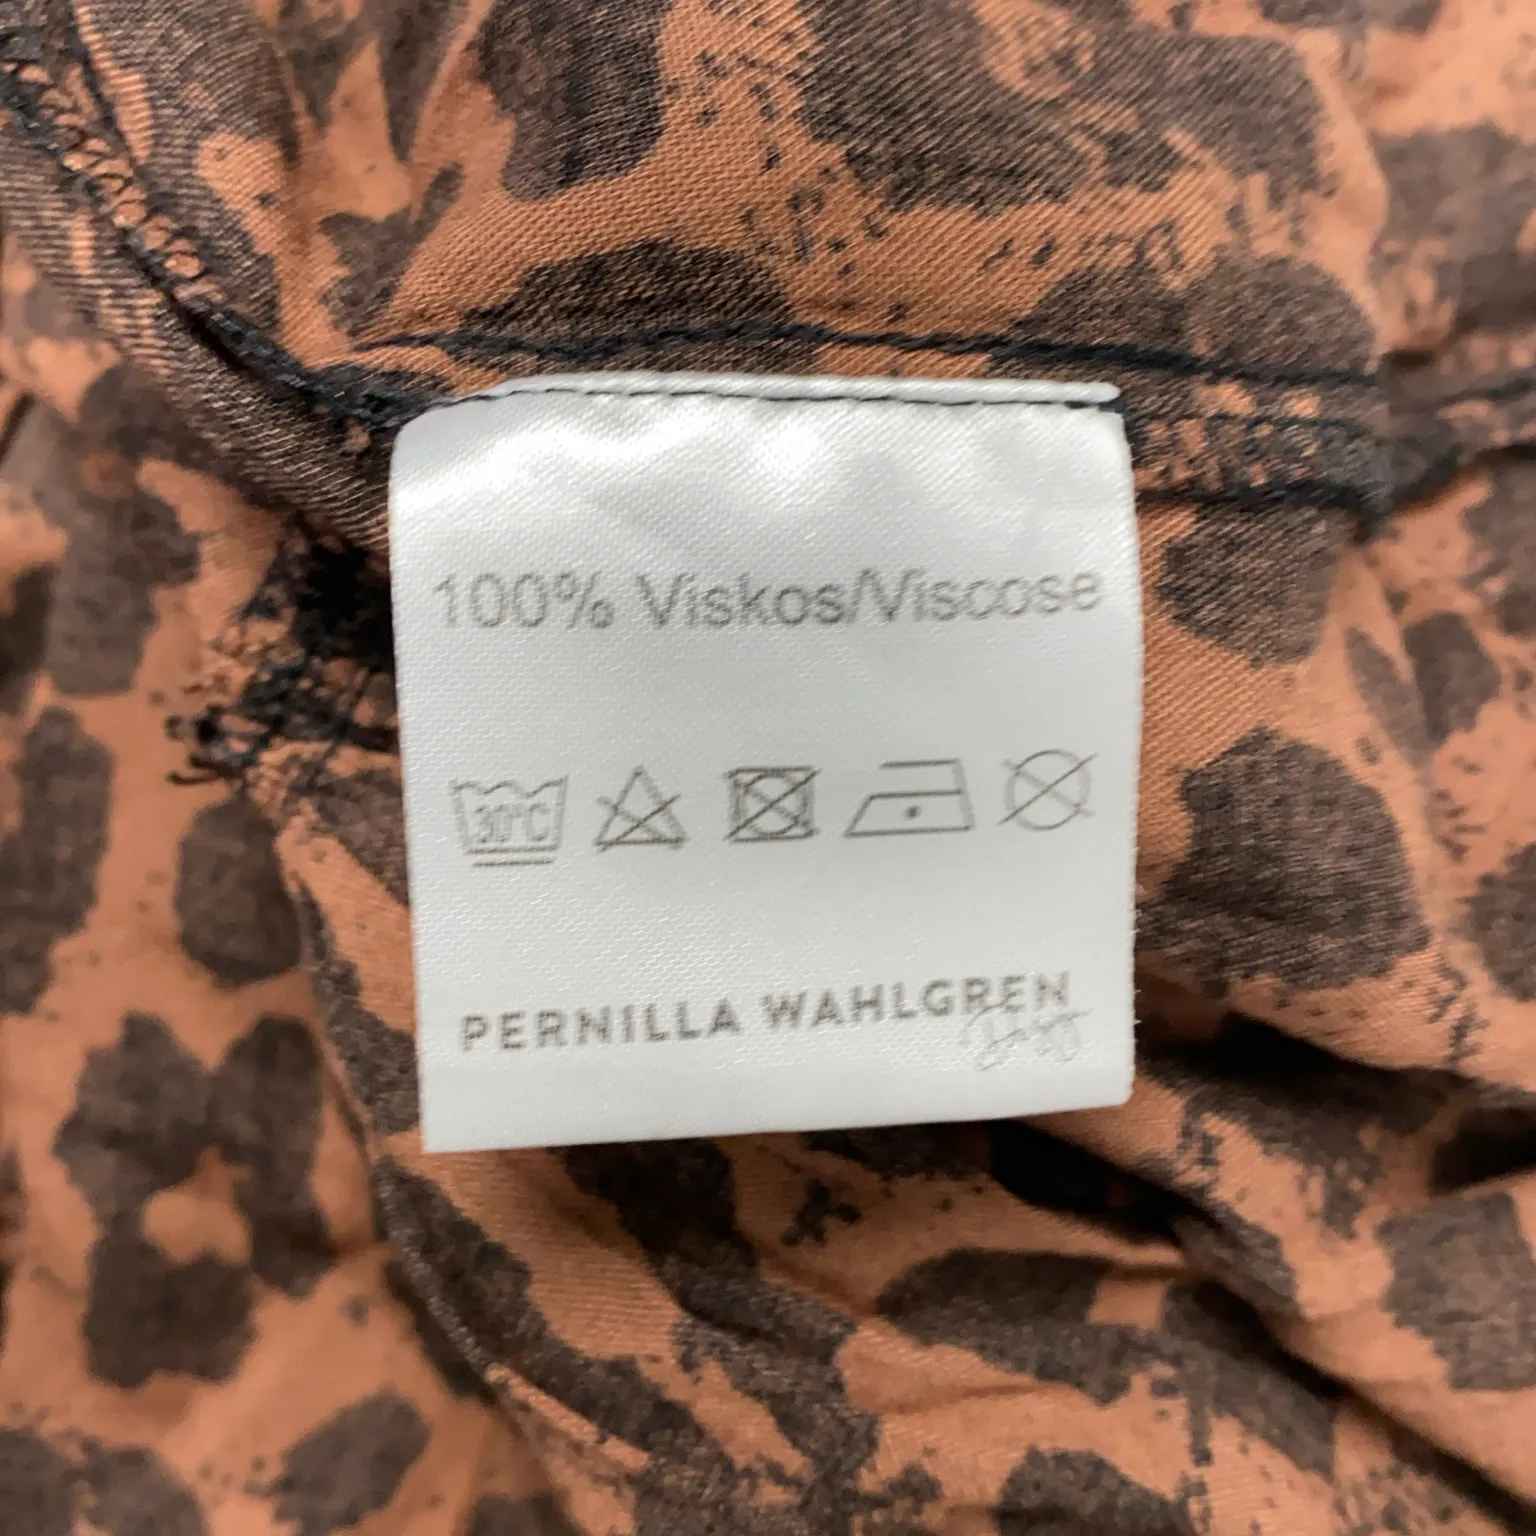 100% Viskos/Viscose
30°C
PERNILLA WAHLGREN